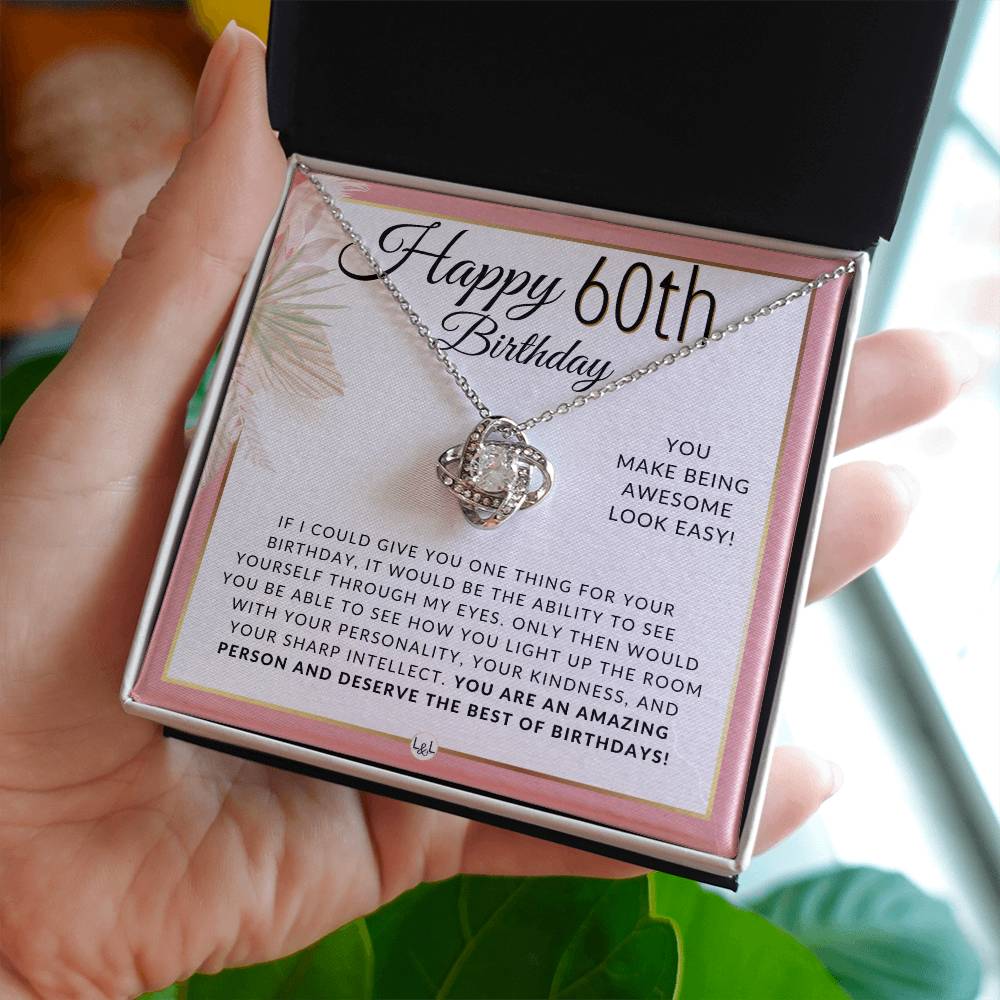 Happy 60th
Birthday
YOU
MAKE BEING
AWESOME
LOOK EASY!
IF I COULD GIVE YOU ONE THING FOR YOUR
BIRTHDAY, IT WOULD BE THE ABILITY TO SEE
YOURSELF THROUGH MY EYES. ONLY THEN WOULD
YOU BE ABLE TO SEE HOW YOU LIGHT UP THE ROOM
WITH YOUR PERSONALITY, YOUR KINDNESS, AND
YOUR SHARP INTELLECT. YOU ARE AN AMAZING
PERSON AND DESERVE THE BEST OF BIRTHDAYS!
L&L